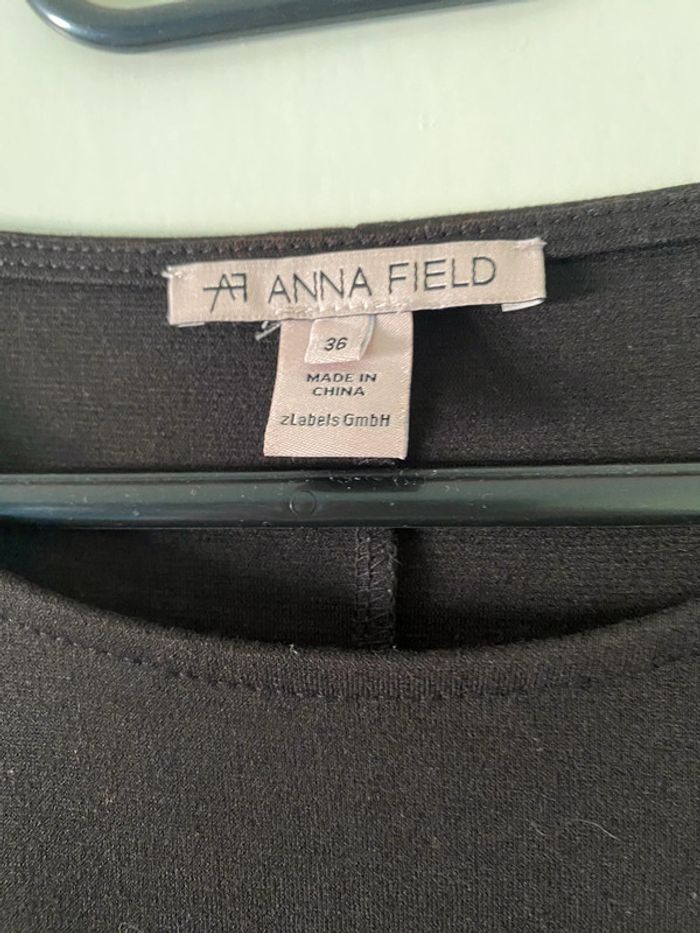 AF ANNA FIELD
36
MADE IN
CHINA
zLabels GmbH